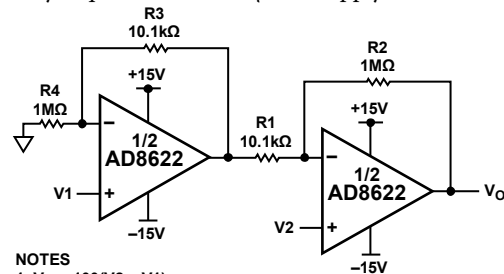 R3
10.1kΩ
R2
1MΩ
R4
1MΩ
+15V
+15V
–
1/2
AD8622
R1
10.1kΩ
–
1/2
AD8622
V1
+
VO
V2
+
–15V
–15V
NOTES